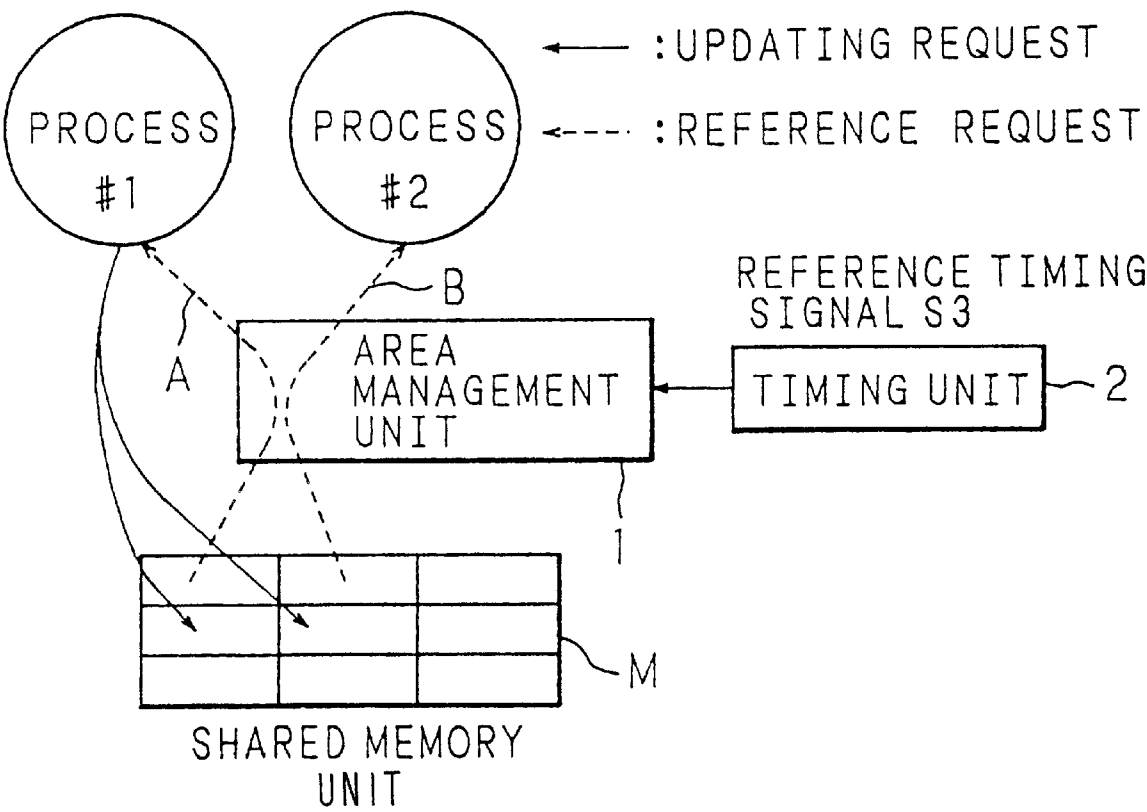 PROCESS
#1
PROCESS
#2
:UPDATING REQUEST
:REFERENCE REQUEST
A
B
REFERENCE TIMING
SIGNAL S3
AREA
MANAGEMENT
UNIT
TIMING UNIT
2
1
M
SHARED MEMORY
UNIT